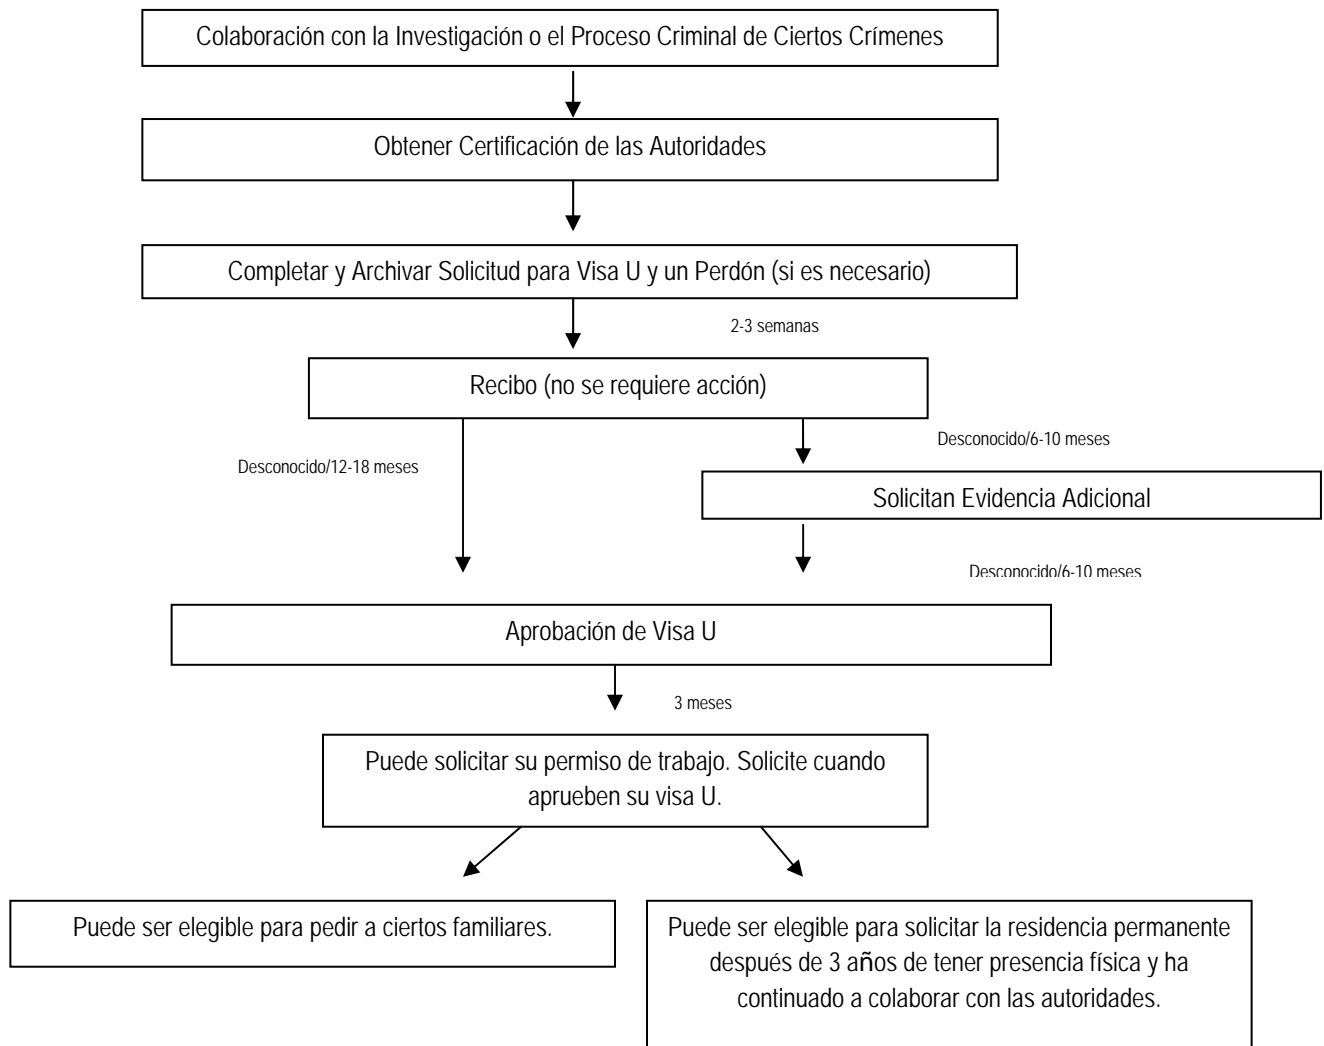 Colaboración con la Investigación o el Proceso Criminal de Ciertos Crímenes
Obtener Certificación de las Autoridades
Completar y Archivar Solicitud para Visa U y un Perdón (si es necesario)
2-3 semanas
Recibo (no se requiere acción)
Desconocido/6-10 meses
Desconocido/12-18 meses
Solicitan Evidencia Adicional
Desconocido/6-10 meses
Aprobación de Visa U
3 meses
Puede solicitar su permiso de trabajo. Solicite cuando
aprueben su visa U.
Puede ser elegible para pedir a ciertos familiares.
Puede ser elegible para solicitar la residencia permanente
después de 3 años de tener presencia física y ha
continuado a colaborar con las autoridades.